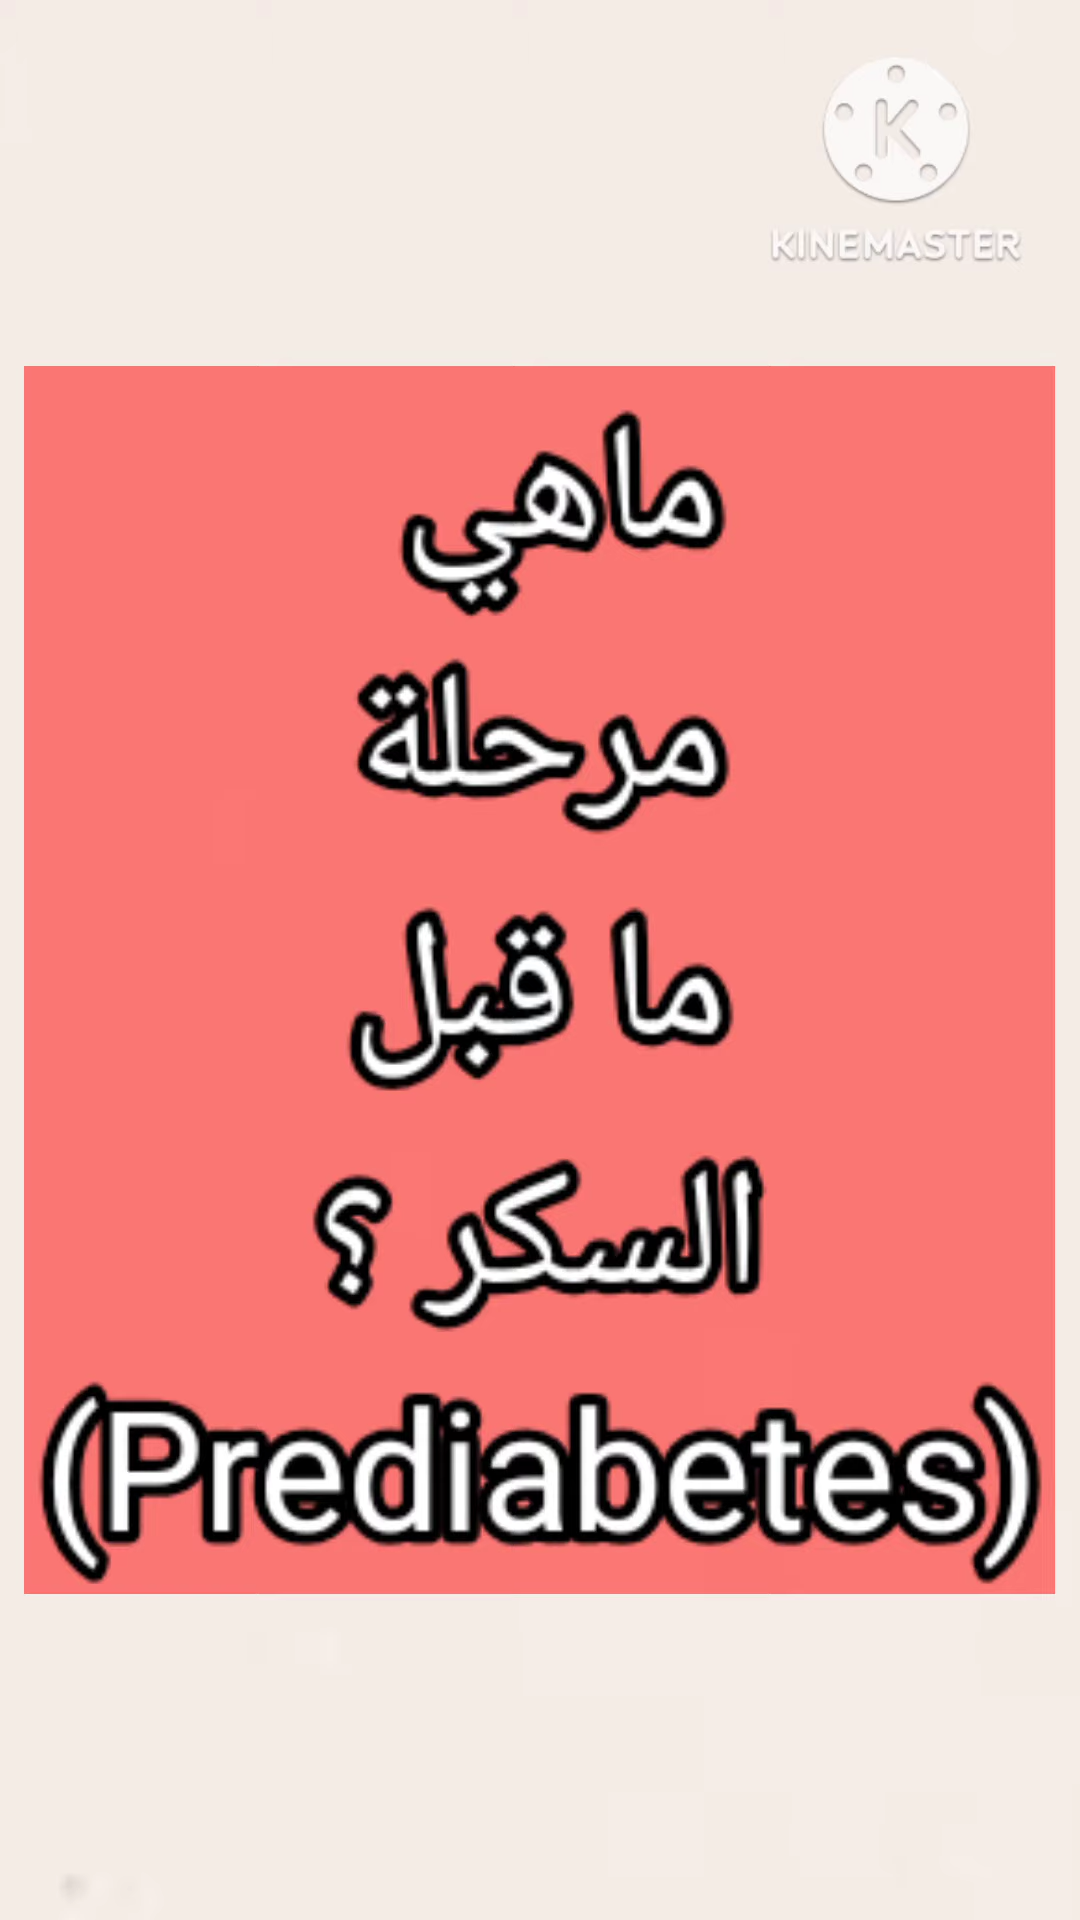 KINEMASTER
ماهي
مرحلة
ما قبل
السكر ؟
(Prediabetes)